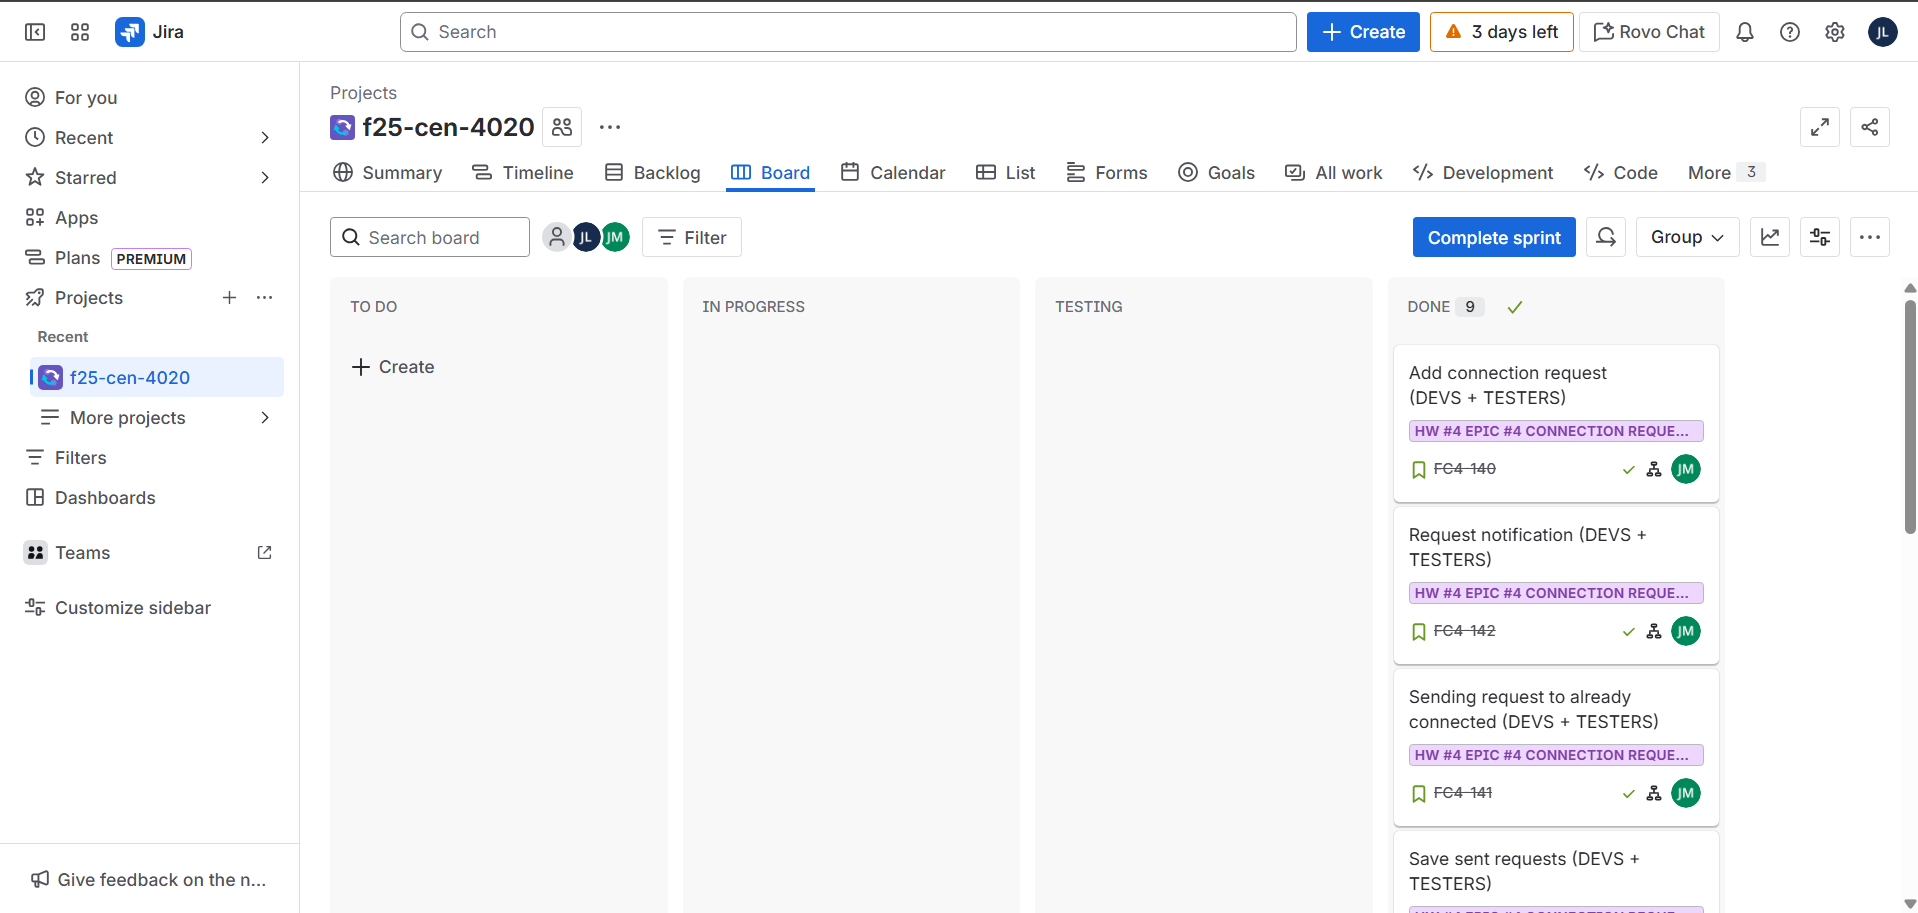 Jira
Search
Create
3 days left
Rovo Chat
JL
For you
Recent
Starred
Apps
Plans PREMIUM
Projects
Recent
f25-cen-4020
More projects
Filters
Dashboards
Teams
Customize sidebar
Give feedback on the n...
Projects
f25-cen-4020
Summary
Timeline
Backlog
Board
Calendar
List
Forms
Goals
All work
Development
Code
More 3
Search board
JL
JM
Filter
Complete sprint
Group
TO DO
Create
IN PROGRESS
TESTING
DONE 9
Add connection request
(DEVS + TESTERS)
HW #4 EPIC #4 CONNECTION REQUE...
FC4-140
JM
Request notification (DEVS +
TESTERS)
HW #4 EPIC #4 CONNECTION REQUE...
FC4-142
JM
Sending request to already
connected (DEVS + TESTERS)
HW #4 EPIC #4 CONNECTION REQUE...
FC4-141
JM
Save sent requests (DEVS +
TESTERS)